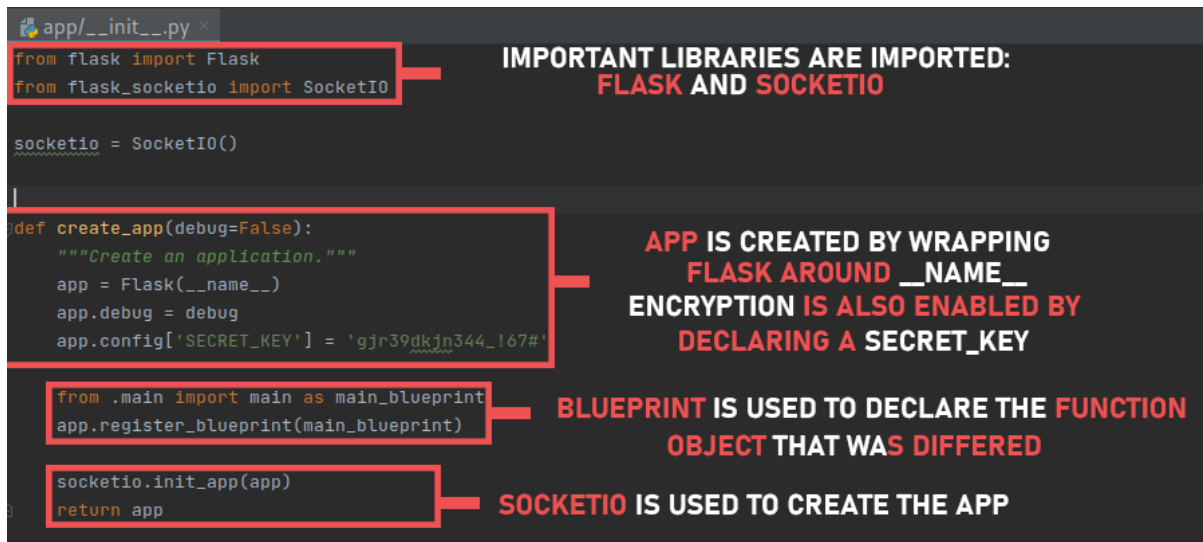 app/__init__.py
from flask import Flask
from flask_socketio import SocketIO
IMPORTANT LIBRARIES ARE IMPORTED:
FLASK AND SOCKETIO
socketio = SocketIO()
def create_app(debug=False):
"""Create an application."""
app = Flask(__name__)
app.debug = debug
app.config['SECRET_KEY'] = 'gjr39dkjn344_!67#'
APP IS CREATED BY WRAPPING
FLASK AROUND __NAME__
ENCRYPTION IS ALSO ENABLED BY
DECLARING A SECRET_KEY
from .main import main as main_blueprint
app.register_blueprint(main_blueprint)
BLUEPRINT IS USED TO DECLARE THE FUNCTION
OBJECT THAT WAS DIFFERED
socketio.init_app(app)
return app
SOCKETIO IS USED TO CREATE THE APP